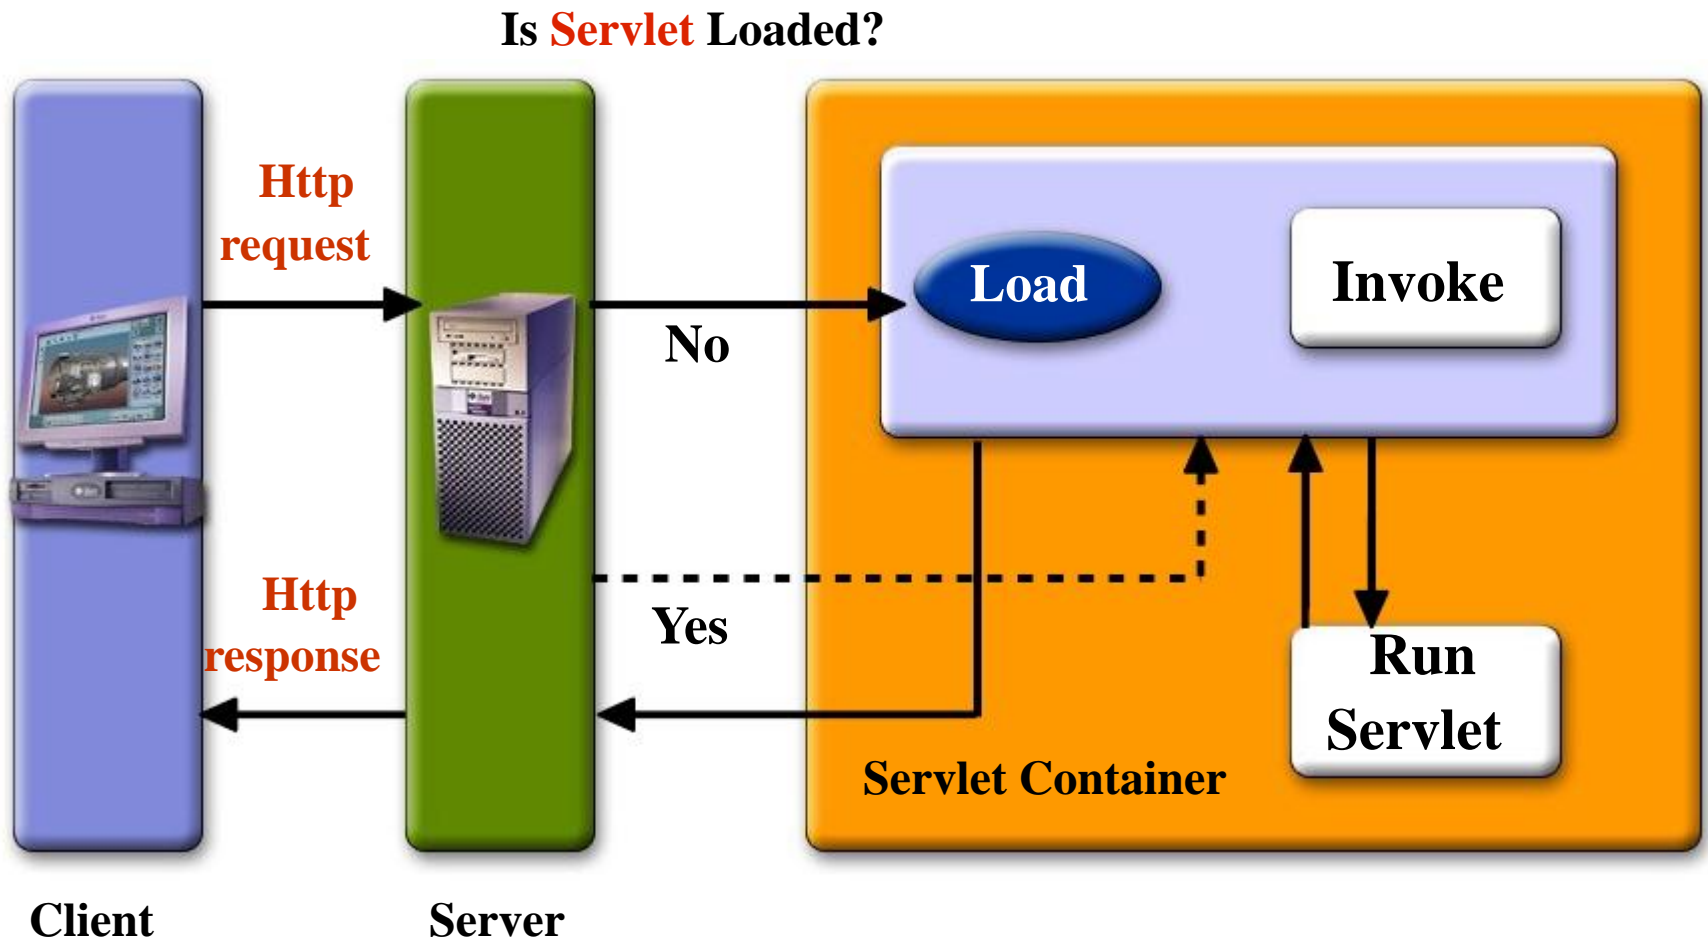 Is Servlet Loaded?
Http
request
No
Load
Invoke
Http
response
Yes
Run
Servlet
Servlet Container
Client
Server